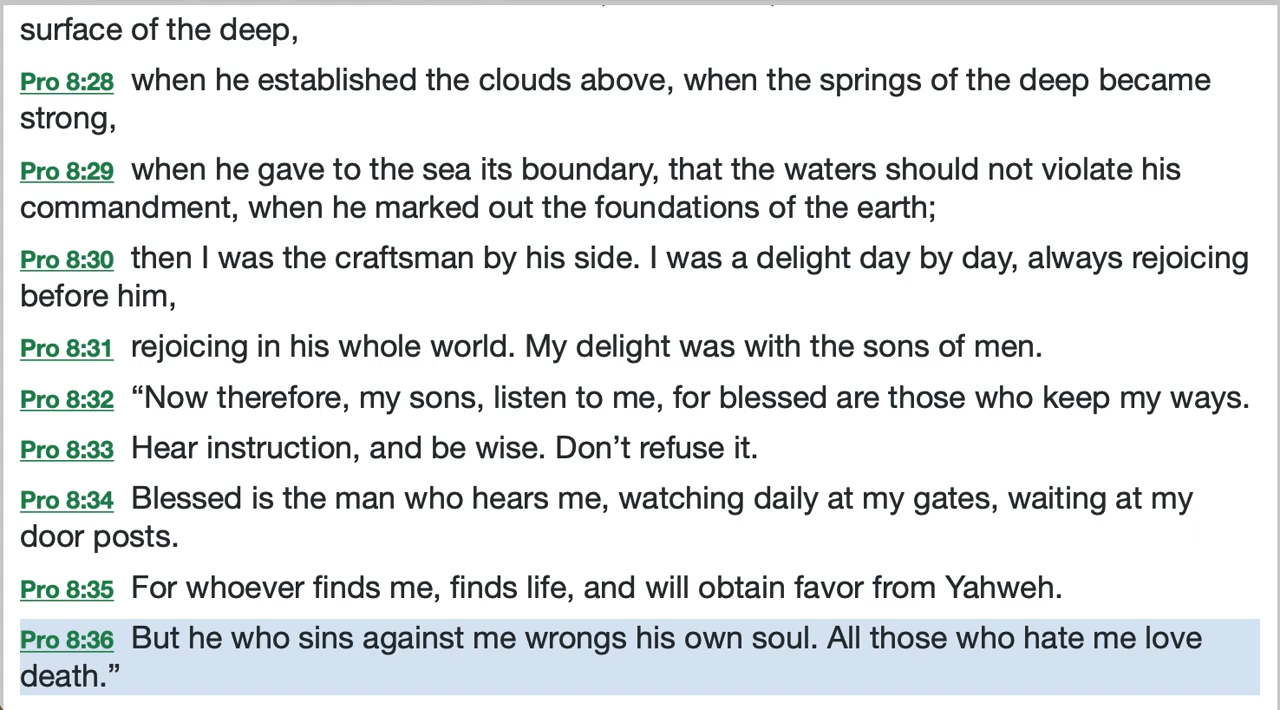 surface of the deep,
Pro 8:28 when he established the clouds above, when the springs of the deep became
strong,
Pro 8:29 when he gave to the sea its boundary, that the waters should not violate his
commandment, when he marked out the foundations of the earth;
Pro 8:30 then I was the craftsman by his side. I was a delight day by day, always rejoicing
before him,
Pro 8:31 rejoicing in his whole world. My delight was with the sons of men.
Pro 8:32 “Now therefore, my sons, listen to me, for blessed are those who keep my ways.
Pro 8:33 Hear instruction, and be wise. Don’t refuse it.
Pro 8:34 Blessed is the man who hears me, watching daily at my gates, waiting at my
door posts.
Pro 8:35 For whoever finds me, finds life, and will obtain favor from Yahweh.
Pro 8:36 But he who sins against me wrongs his own soul. All those who hate me love
death.”